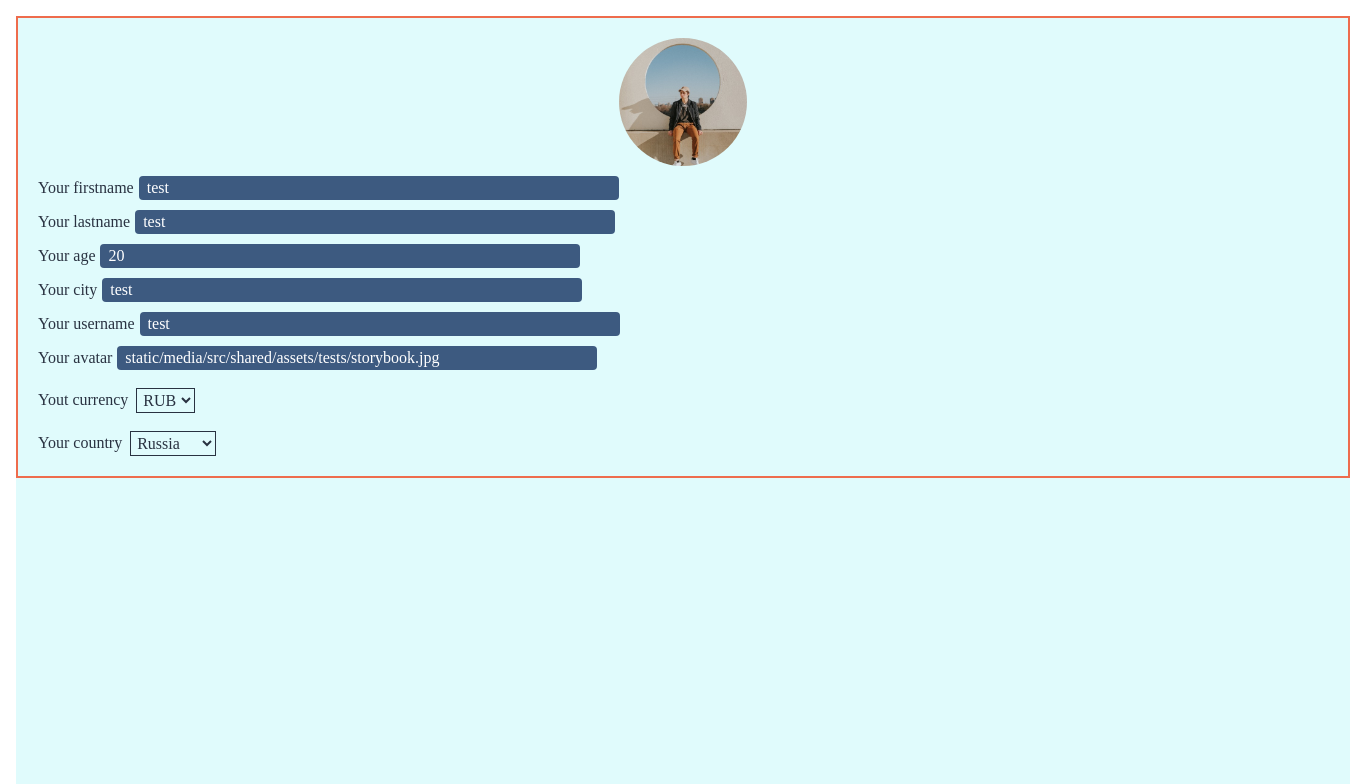 Your firstname test
Your lastname test
Your age 20
Your city test
Your username test
Your avatar static/media/src/shared/assets/tests/storybook.jpg
Yout currency RUB
Your country Russia